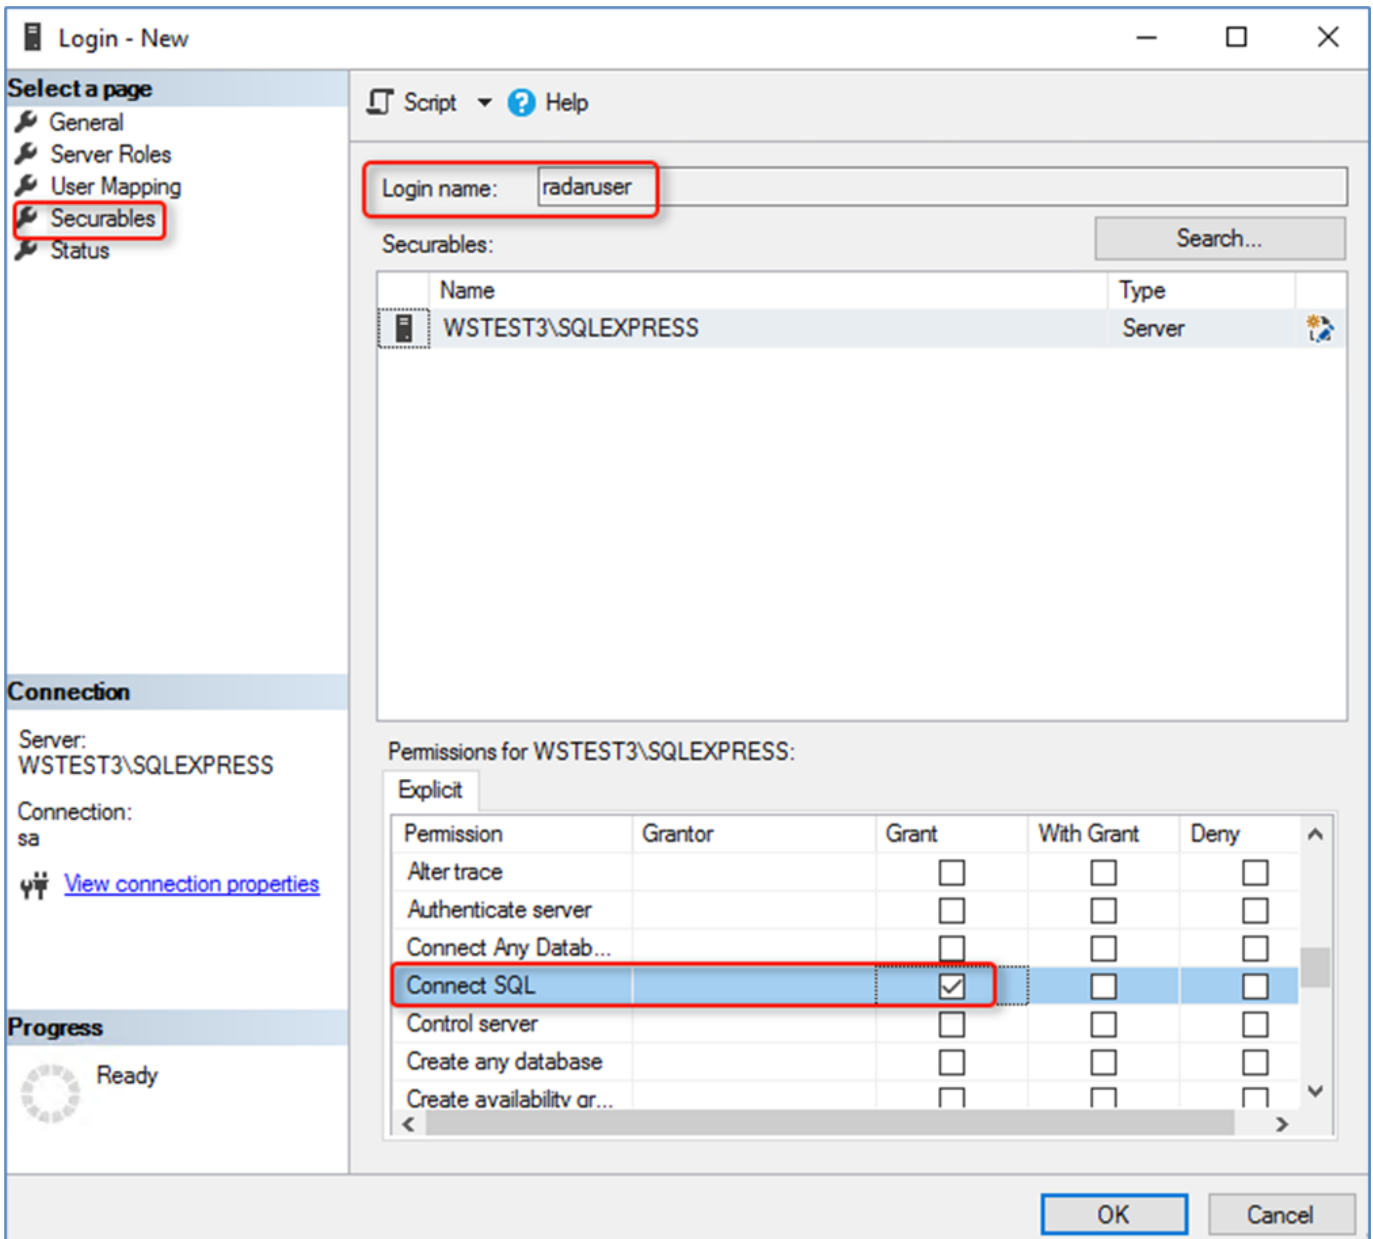 Login - New
Select a page
General
Server Roles
User Mapping
Securables
Status
Script
Help
Login name: radaruser
Securables:
Search...
Name Type
WSTEST3\SQLEXPRESS Server
Connection
Server:
WSTEST3\SQLEXPRESS
Connection:
sa
View connection properties
Progress
Ready
Permissions for WSTEST3\SQLEXPRESS:
Explicit
Permission Grantor Grant With Grant Deny
Alter trace
Authenticate server
Connect Any Datab...
Connect SQL
Control server
Create any database
Create availability gr...
OK Cancel